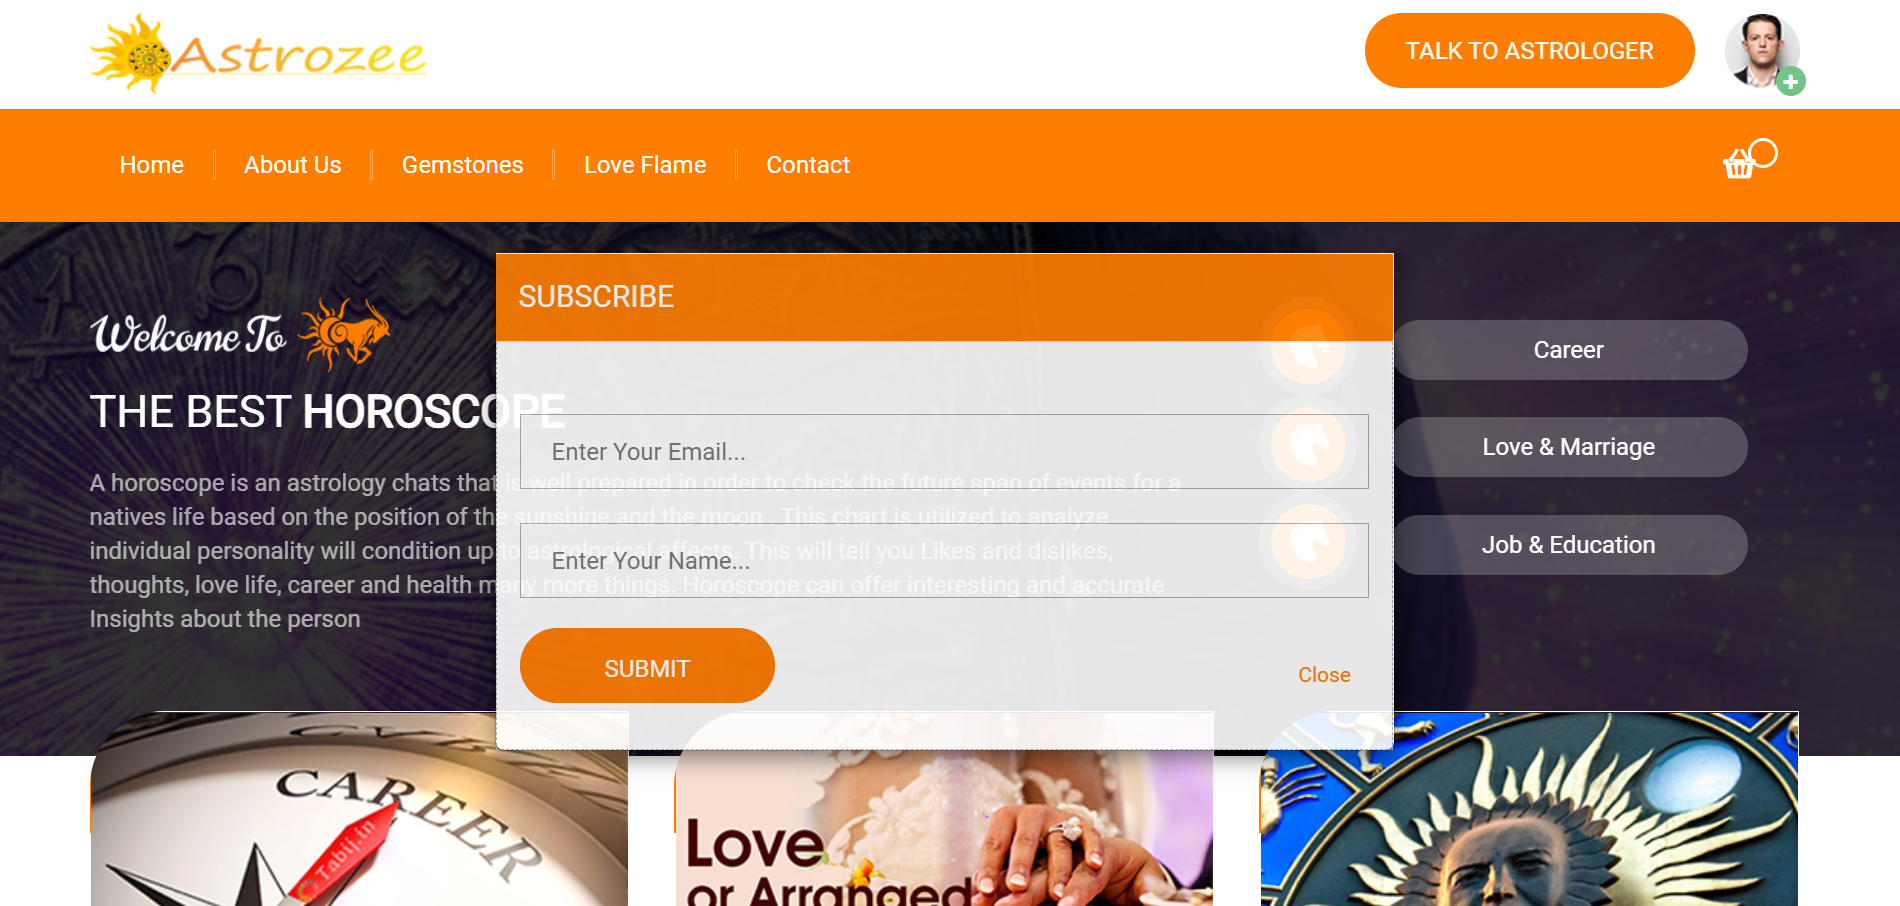 Astrozee
TALK TO ASTROLOGER
Home
About Us
Gemstones
Love Flame
Contact
SUBSCRIBE
Welcome To
THE BEST HOROSCOPE
A horoscope is an astrology chats that is well prepared in order to check the future span of events for a
natives life based on the position of the sunshine and the moon . This chart is utilized to analyze
individual personality will condition up to astrological affects. This will tell you Likes and dislikes,
thoughts, love life, career and health many more things. Horoscope can offer interesting and accurate
Insights about the person
Enter Your Email...
Enter Your Name...
SUBMIT
Close
Career
Love & Marriage
Job & Education
CAREER
Tabij.in
Love
or Arranged